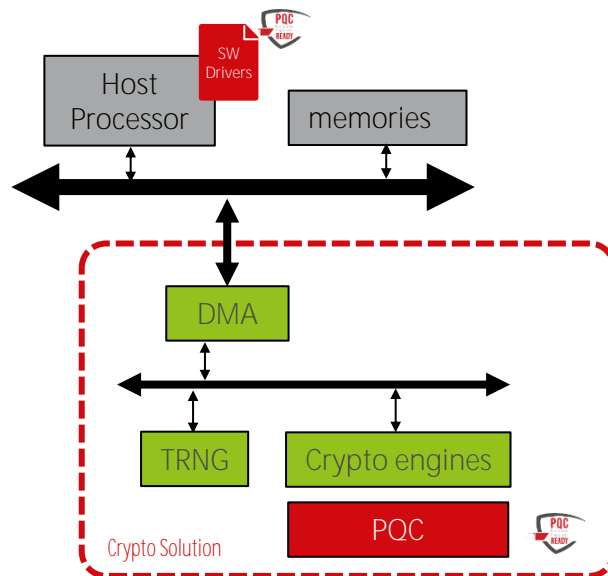 PQC
READY
SW
Drivers
Host
Processor
memories
DMA
TRNG
Crypto engines
PQC
PQC
READY
Crypto Solution